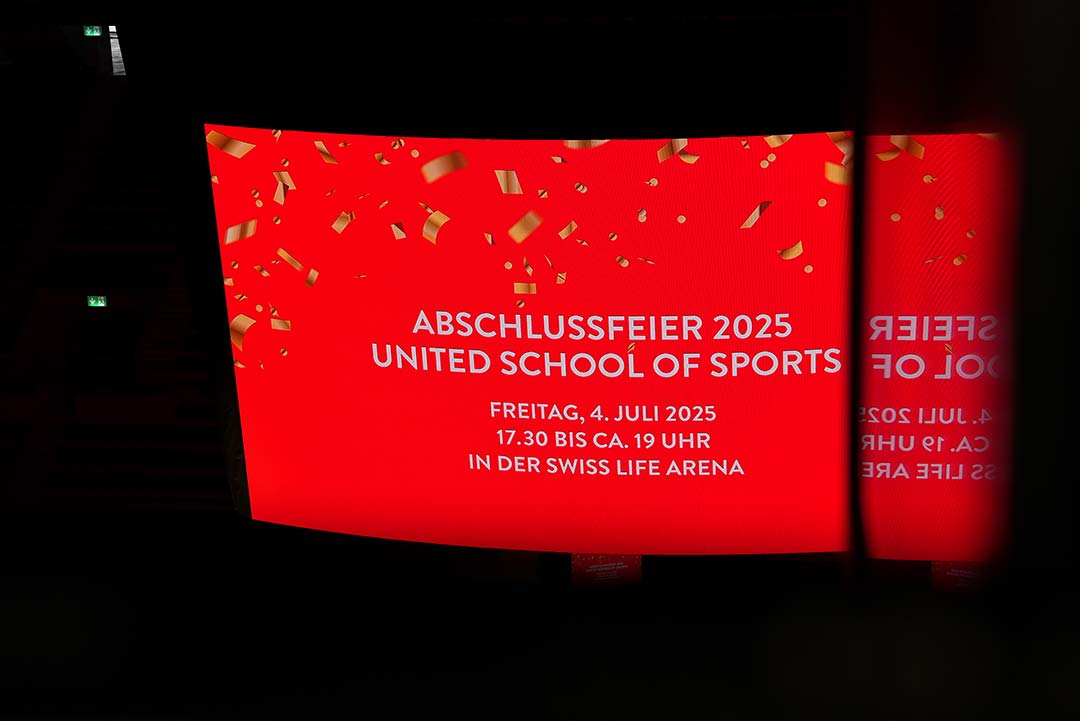 ABSCHLUSSFEIER 2025
UNITED SCHOOL OF SPORTS
FREITAG, 4. JULI 2025
17.30 BIS CA. 19 UHR
IN DER SWISS LIFE ARENA